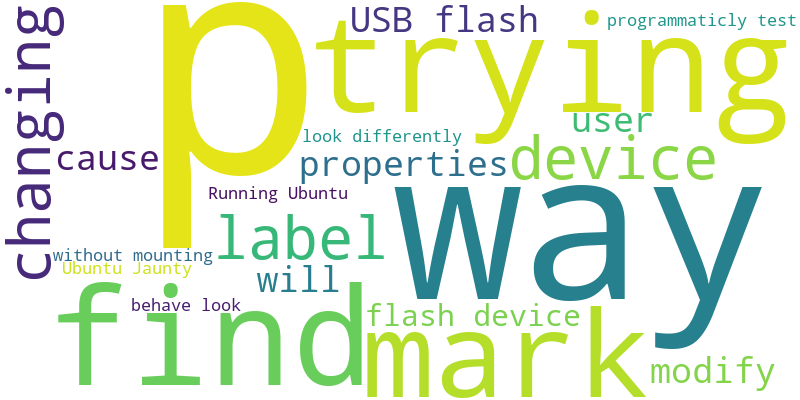 changing
p
trying
USB flash
programmaticly test
user
look differently
cause
properties
device
Running Ubuntu
way
label
without mounting
Ubuntu Jaunty
will
behave look
find
flash device
mark
modify